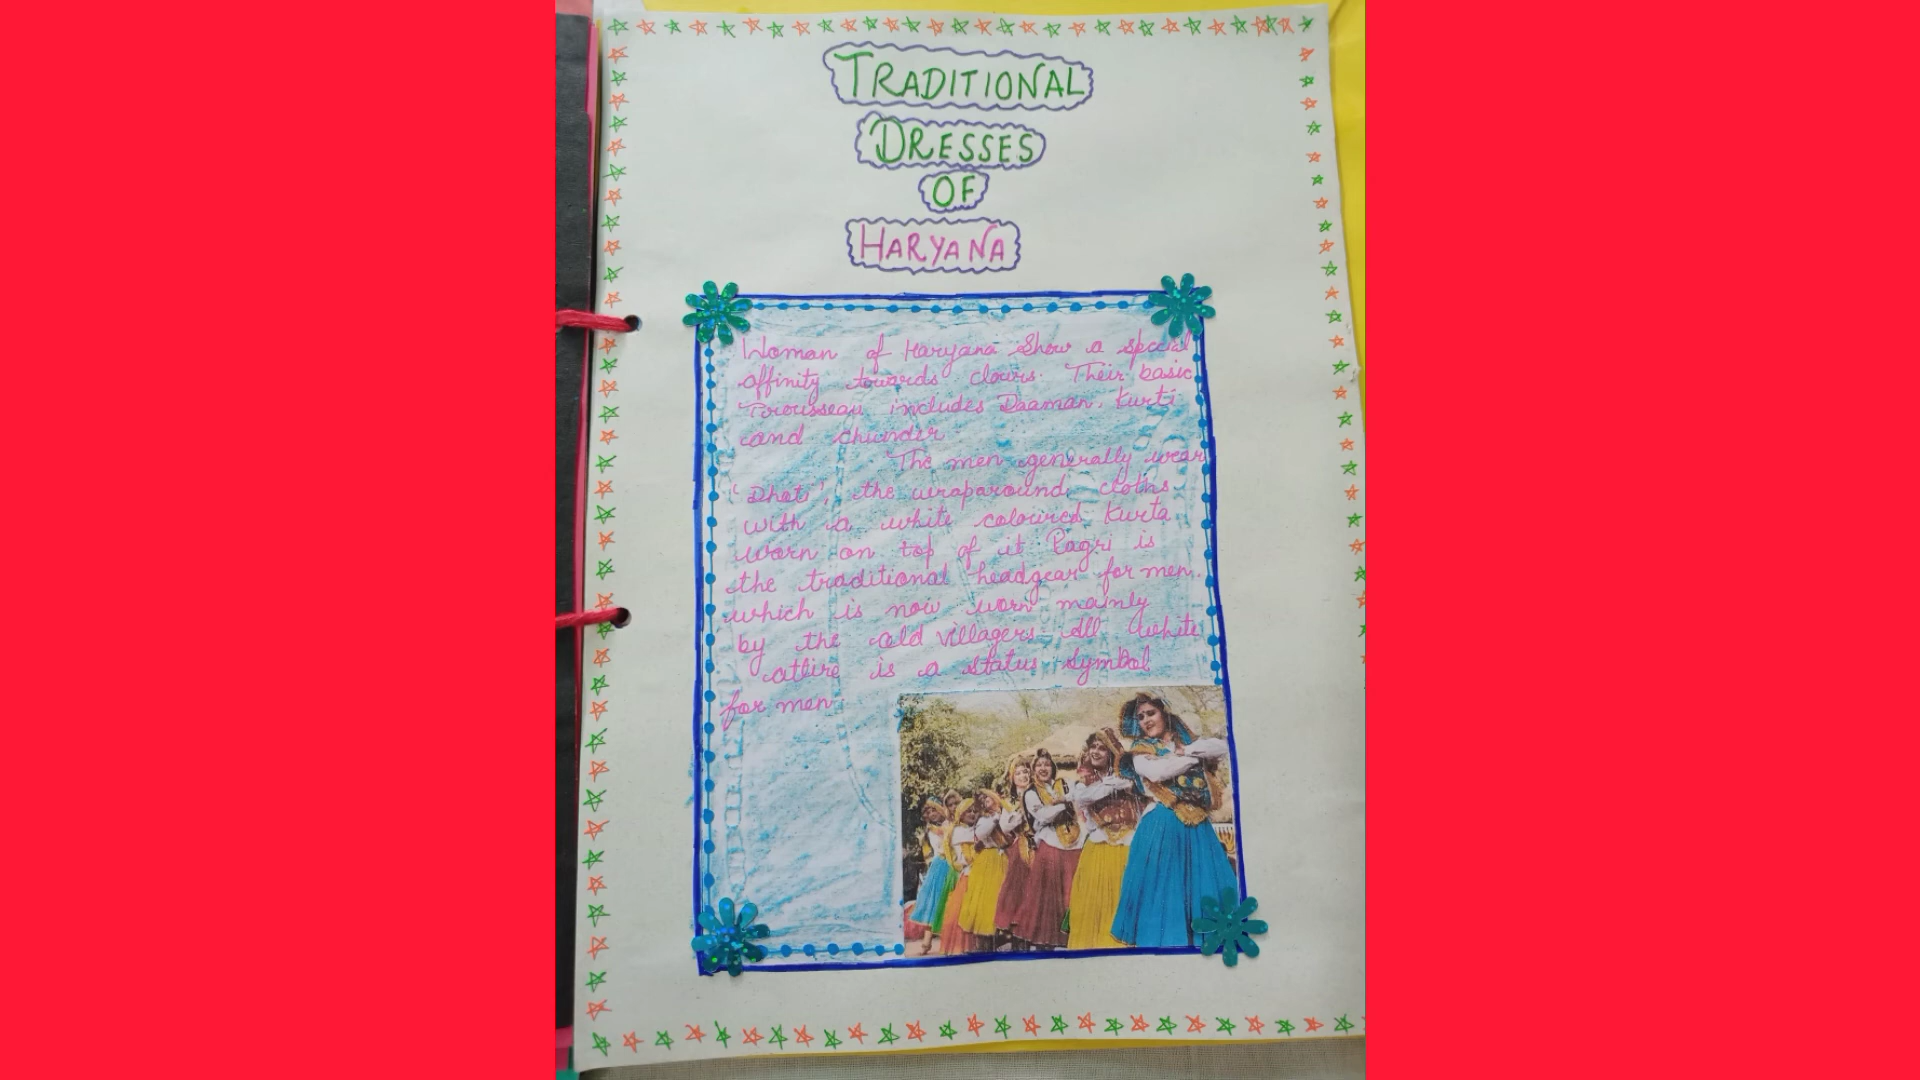 TRADITIONAL
DRESSES
OF
HARYANA
Woman of Haryana Show a special
affinity towards clours. Their basic
Trousseau includes Daaman, Kurti
and chunder
The men generally wear
'Dhoti', the wraparound cloths
with a white coloured Kurta
worn on top of it Pagri is
the traditional headgear for men.
which is now worn mainly
by the old villagers All white
attire is a status symbol
for men